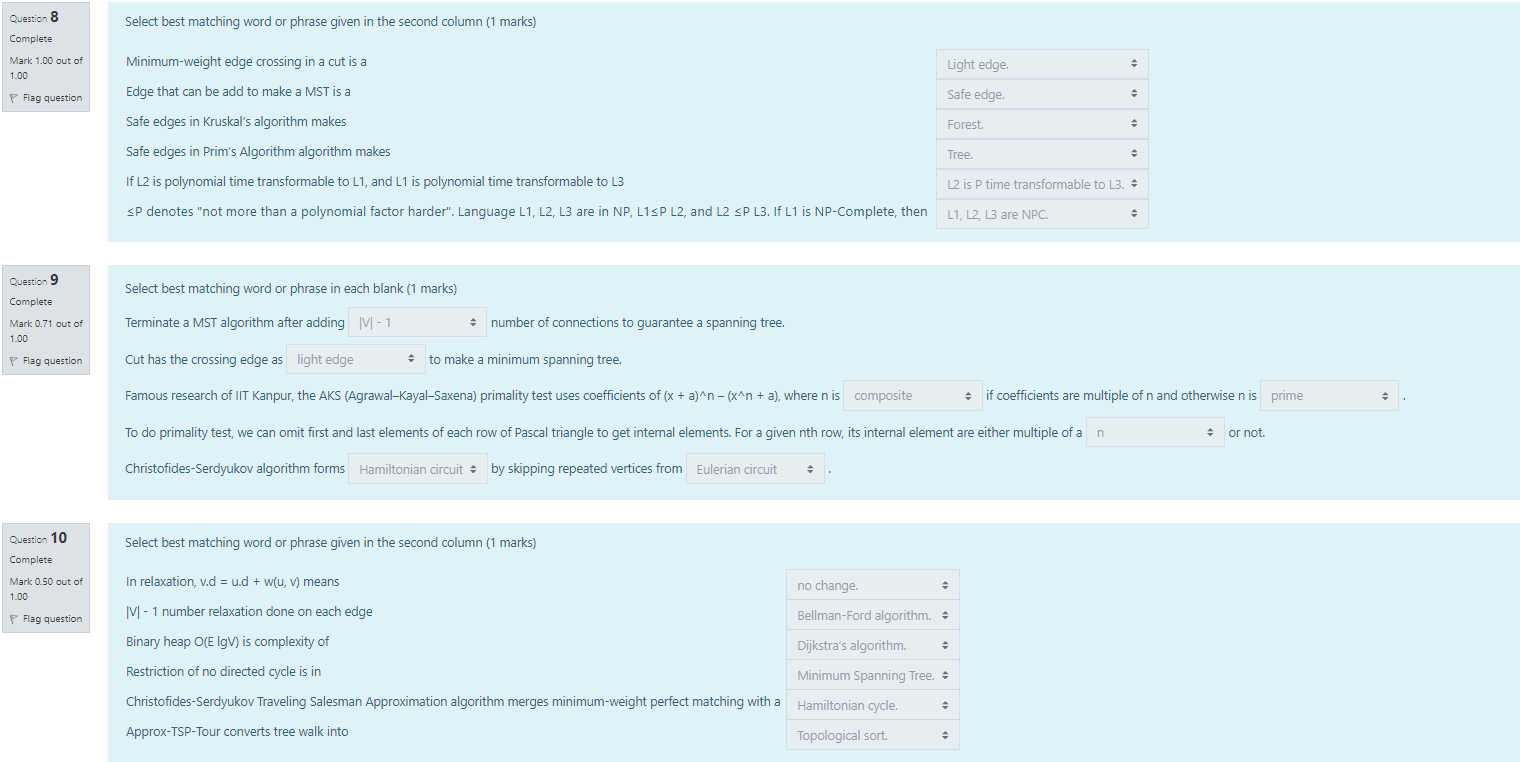 Question 8
Complete
Mark 1.00 out of
1.00
Flag question
Select best matching word or phrase given in the second column (1 marks)
Minimum-weight edge crossing in a cut is a Light edge.
Edge that can be add to make a MST is a Safe edge.
Safe edges in Kruskal's algorithm makes Forest.
Safe edges in Prim's Algorithm algorithm makes Tree.
If L2 is polynomial time transformable to L1, and L1 is polynomial time transformable to L3 L2 is P time transformable to L3.
≤P denotes "not more than a polynomial factor harder". Language L1, L2, L3 are in NP, L1≤P L2, and L2 ≤P L3. If L1 is NP-Complete, then L1, L2, L3 are NPC.
Question 9
Complete
Mark 0.71 out of
1.00
Flag question
Select best matching word or phrase in each blank (1 marks)
Terminate a MST algorithm after adding |V| - 1 number of connections to guarantee a spanning tree.
Cut has the crossing edge as light edge to make a minimum spanning tree.
Famous research of IIT Kanpur, the AKS (Agrawal–Kayal–Saxena) primality test uses coefficients of (x + a)^n – (x^n + a), where n is composite if coefficients are multiple of n and otherwise n is prime .
To do primality test, we can omit first and last elements of each row of Pascal triangle to get internal elements. For a given nth row, its internal element are either multiple of a n or not.
Christofides-Serdyukov algorithm forms Hamiltonian circuit by skipping repeated vertices from Eulerian circuit .
Question 10
Complete
Mark 0.50 out of
1.00
Flag question
Select best matching word or phrase given in the second column (1 marks)
In relaxation, v.d = u.d + w(u, v) means no change.
|V| - 1 number relaxation done on each edge Bellman-Ford algorithm.
Binary heap O(E lgV) is complexity of Dijkstra's algorithm.
Restriction of no directed cycle is in Minimum Spanning Tree.
Christofides-Serdyukov Traveling Salesman Approximation algorithm merges minimum-weight perfect matching with a Hamiltonian cycle.
Approx-TSP-Tour converts tree walk into Topological sort.